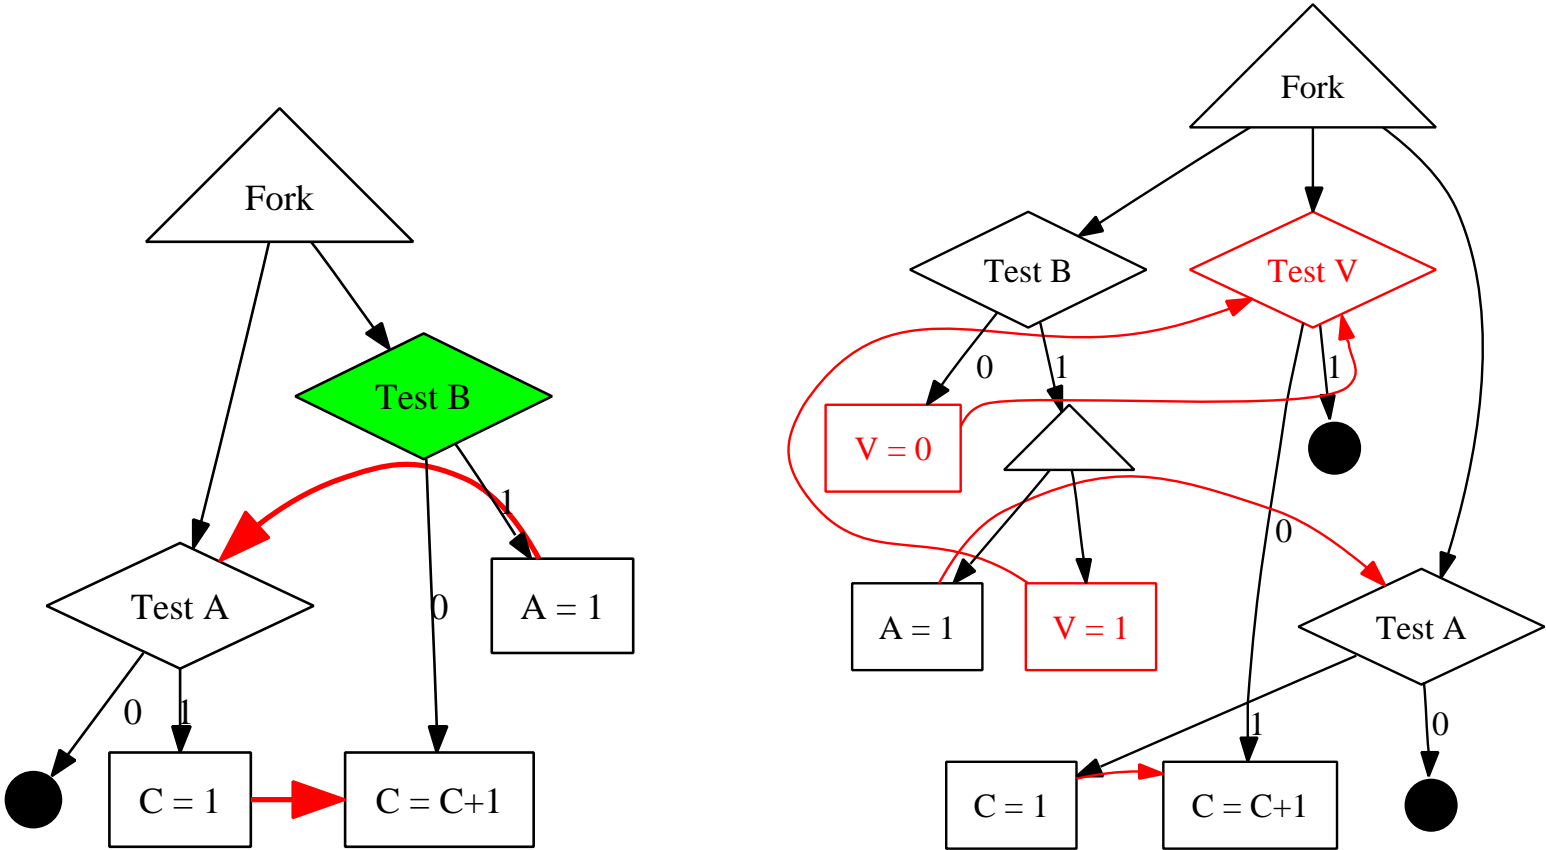 Fork
Test B
1
Test A
0
A = 1
0
1
C = 1
C = C+1
Fork
Test B
Test V
0
1
1
V = 0
0
A = 1
V = 1
Test A
1
0
C = 1
C = C+1